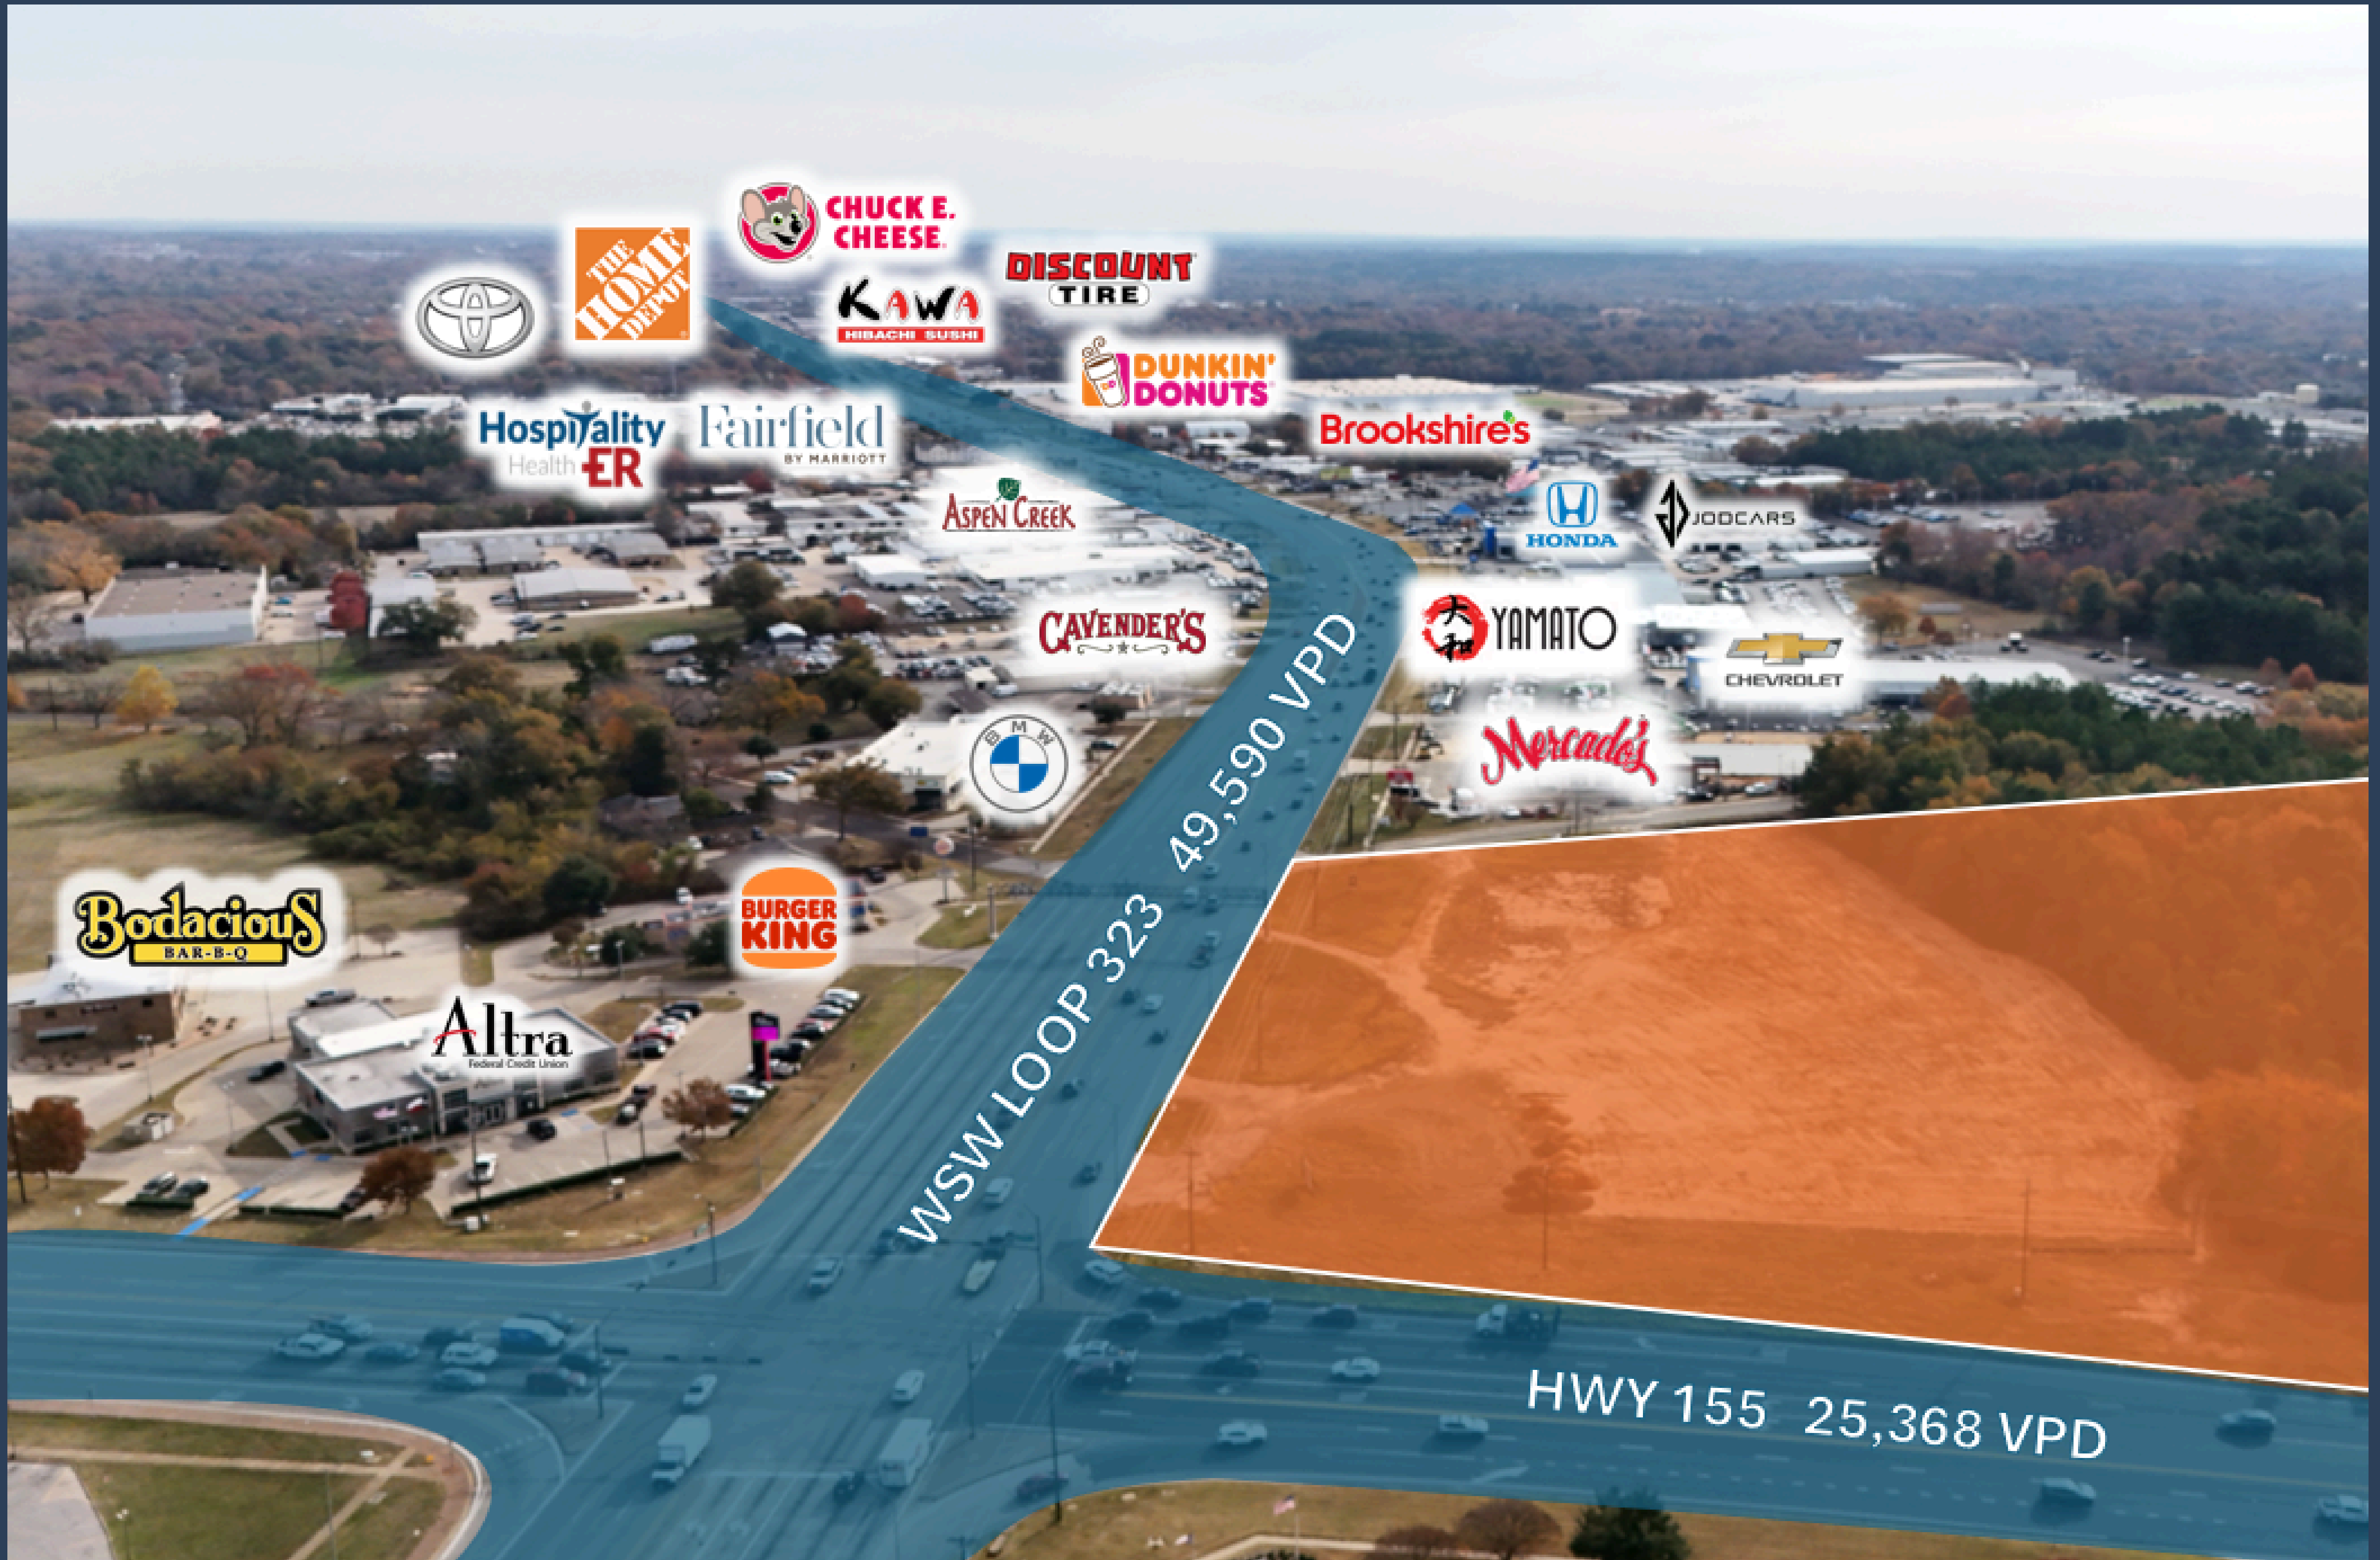 CHUCK E.
CHEESE
THE
HOME
DEPOT
DISCOUNT
TIRE
KAWA
HIBACHI SUSHI
DUNKIN'
DONUTS
Hospitality
Health ER
Fairfield
BY MARRIOTT
Brookshire's
ASPEN CREEK
HONDA
JODCARS
CAVENDER'S
大和
YAMATO
CHEVROLET
BMW
Mercado's
WSW LOOP 323 49,590 VPD
Bodacious
BAR-B-Q
BURGER
KING
Altra
Federal Credit Union
HWY 155 25,368 VPD